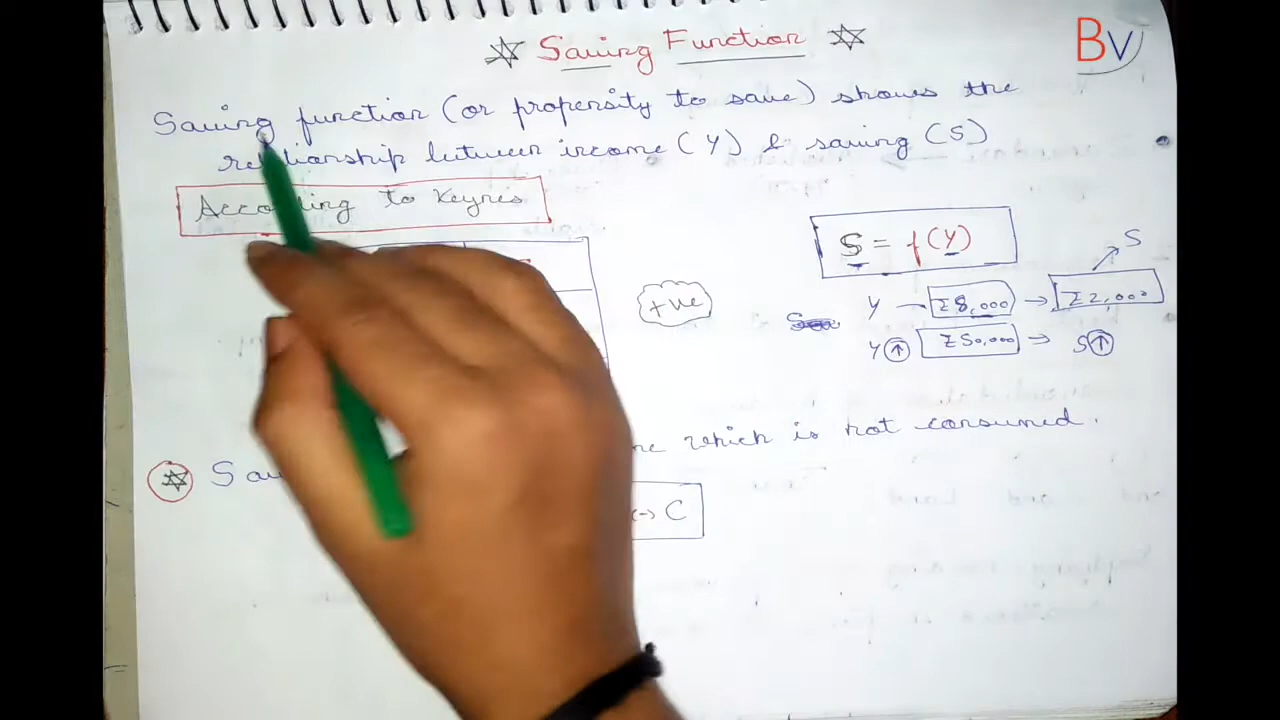 Saving Function
BV
Saving function (or propensity to save) shows the
relationship between income (Y) & saving (S)
According to Keynes
S = f(Y)
S
+ve
Y → ₹8,000 → ₹2,000
Y ↑ ₹50,000 → S ↑
which is not consumed.
(-) C